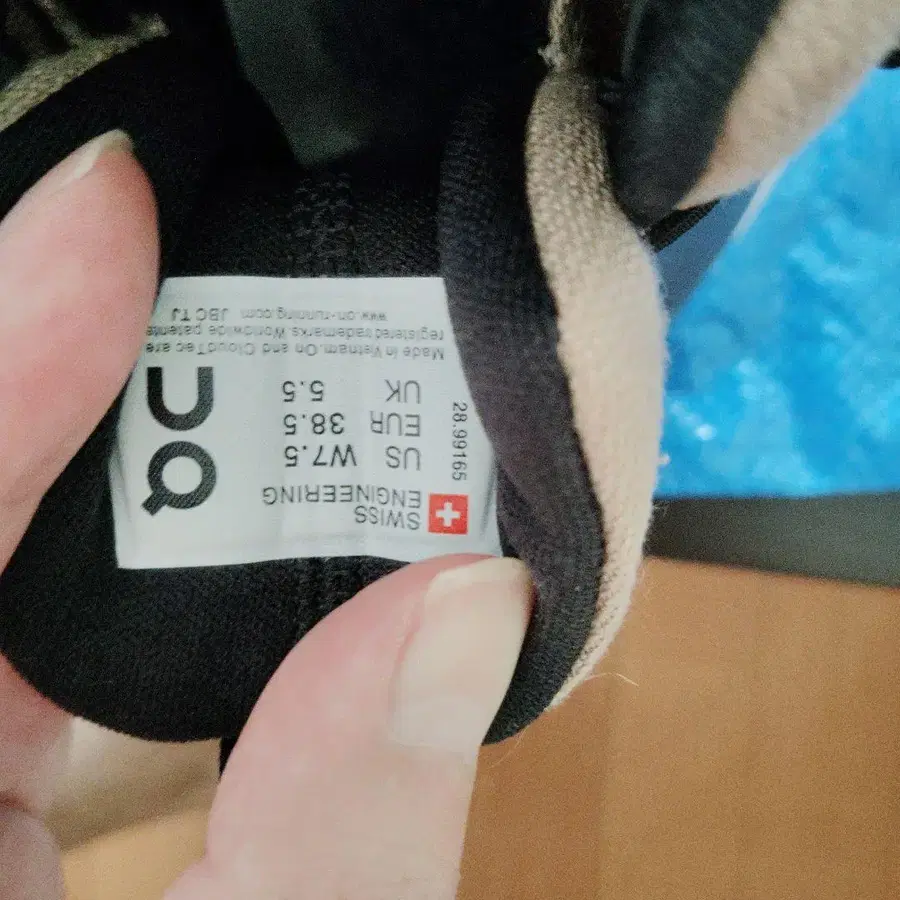 SWISS
ENGINEERING
US W7.5
EUR 38.5
UK 5.5
28.99165
Made in Vietnam. On and CloudTec are
registered trademarks. Worldwide patents
www.on-running.com JBC TJ